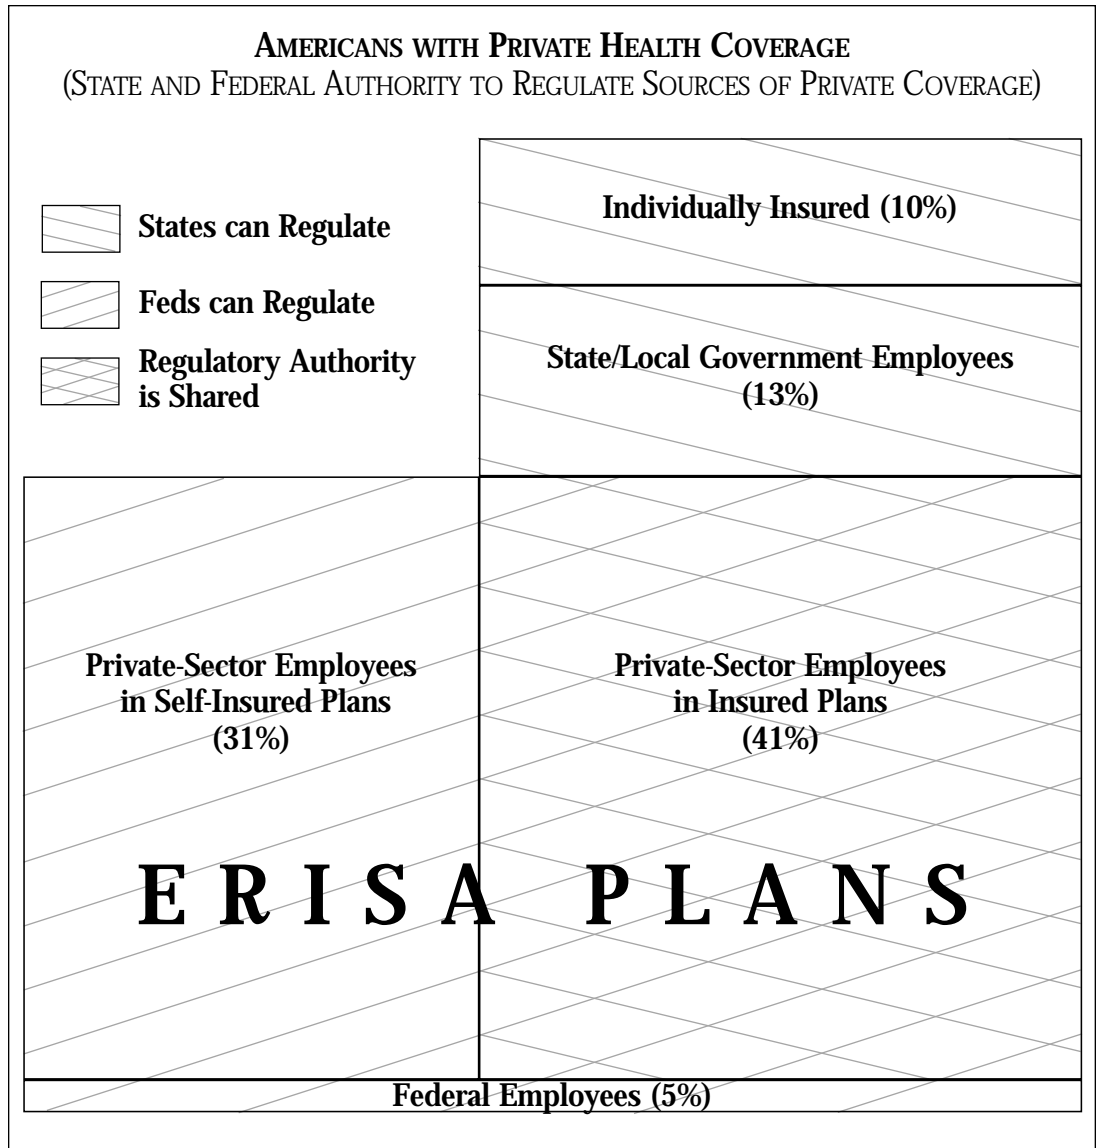 AMERICANS WITH PRIVATE HEALTH COVERAGE
(STATE AND FEDERAL AUTHORITY TO REGULATE SOURCES OF PRIVATE COVERAGE)
States can Regulate
Feds can Regulate
Regulatory Authority
is Shared
Individually Insured (10%)
State/Local Government Employees
(13%)
Private-Sector Employees
in Self-Insured Plans
(31%)
Private-Sector Employees
in Insured Plans
(41%)
ERISA PLANS
Federal Employees (5%)